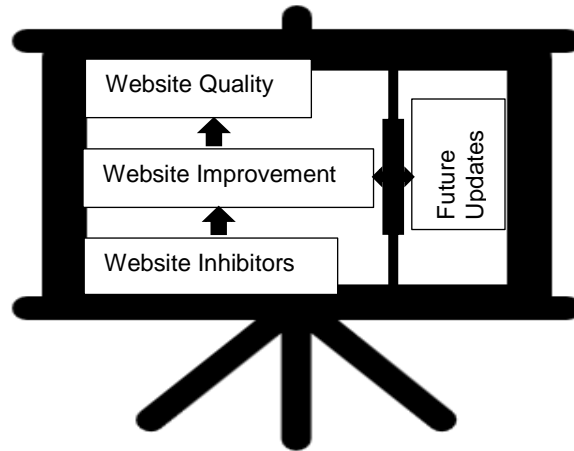 Website Quality
Website Improvement
Website Inhibitors
Future
Updates